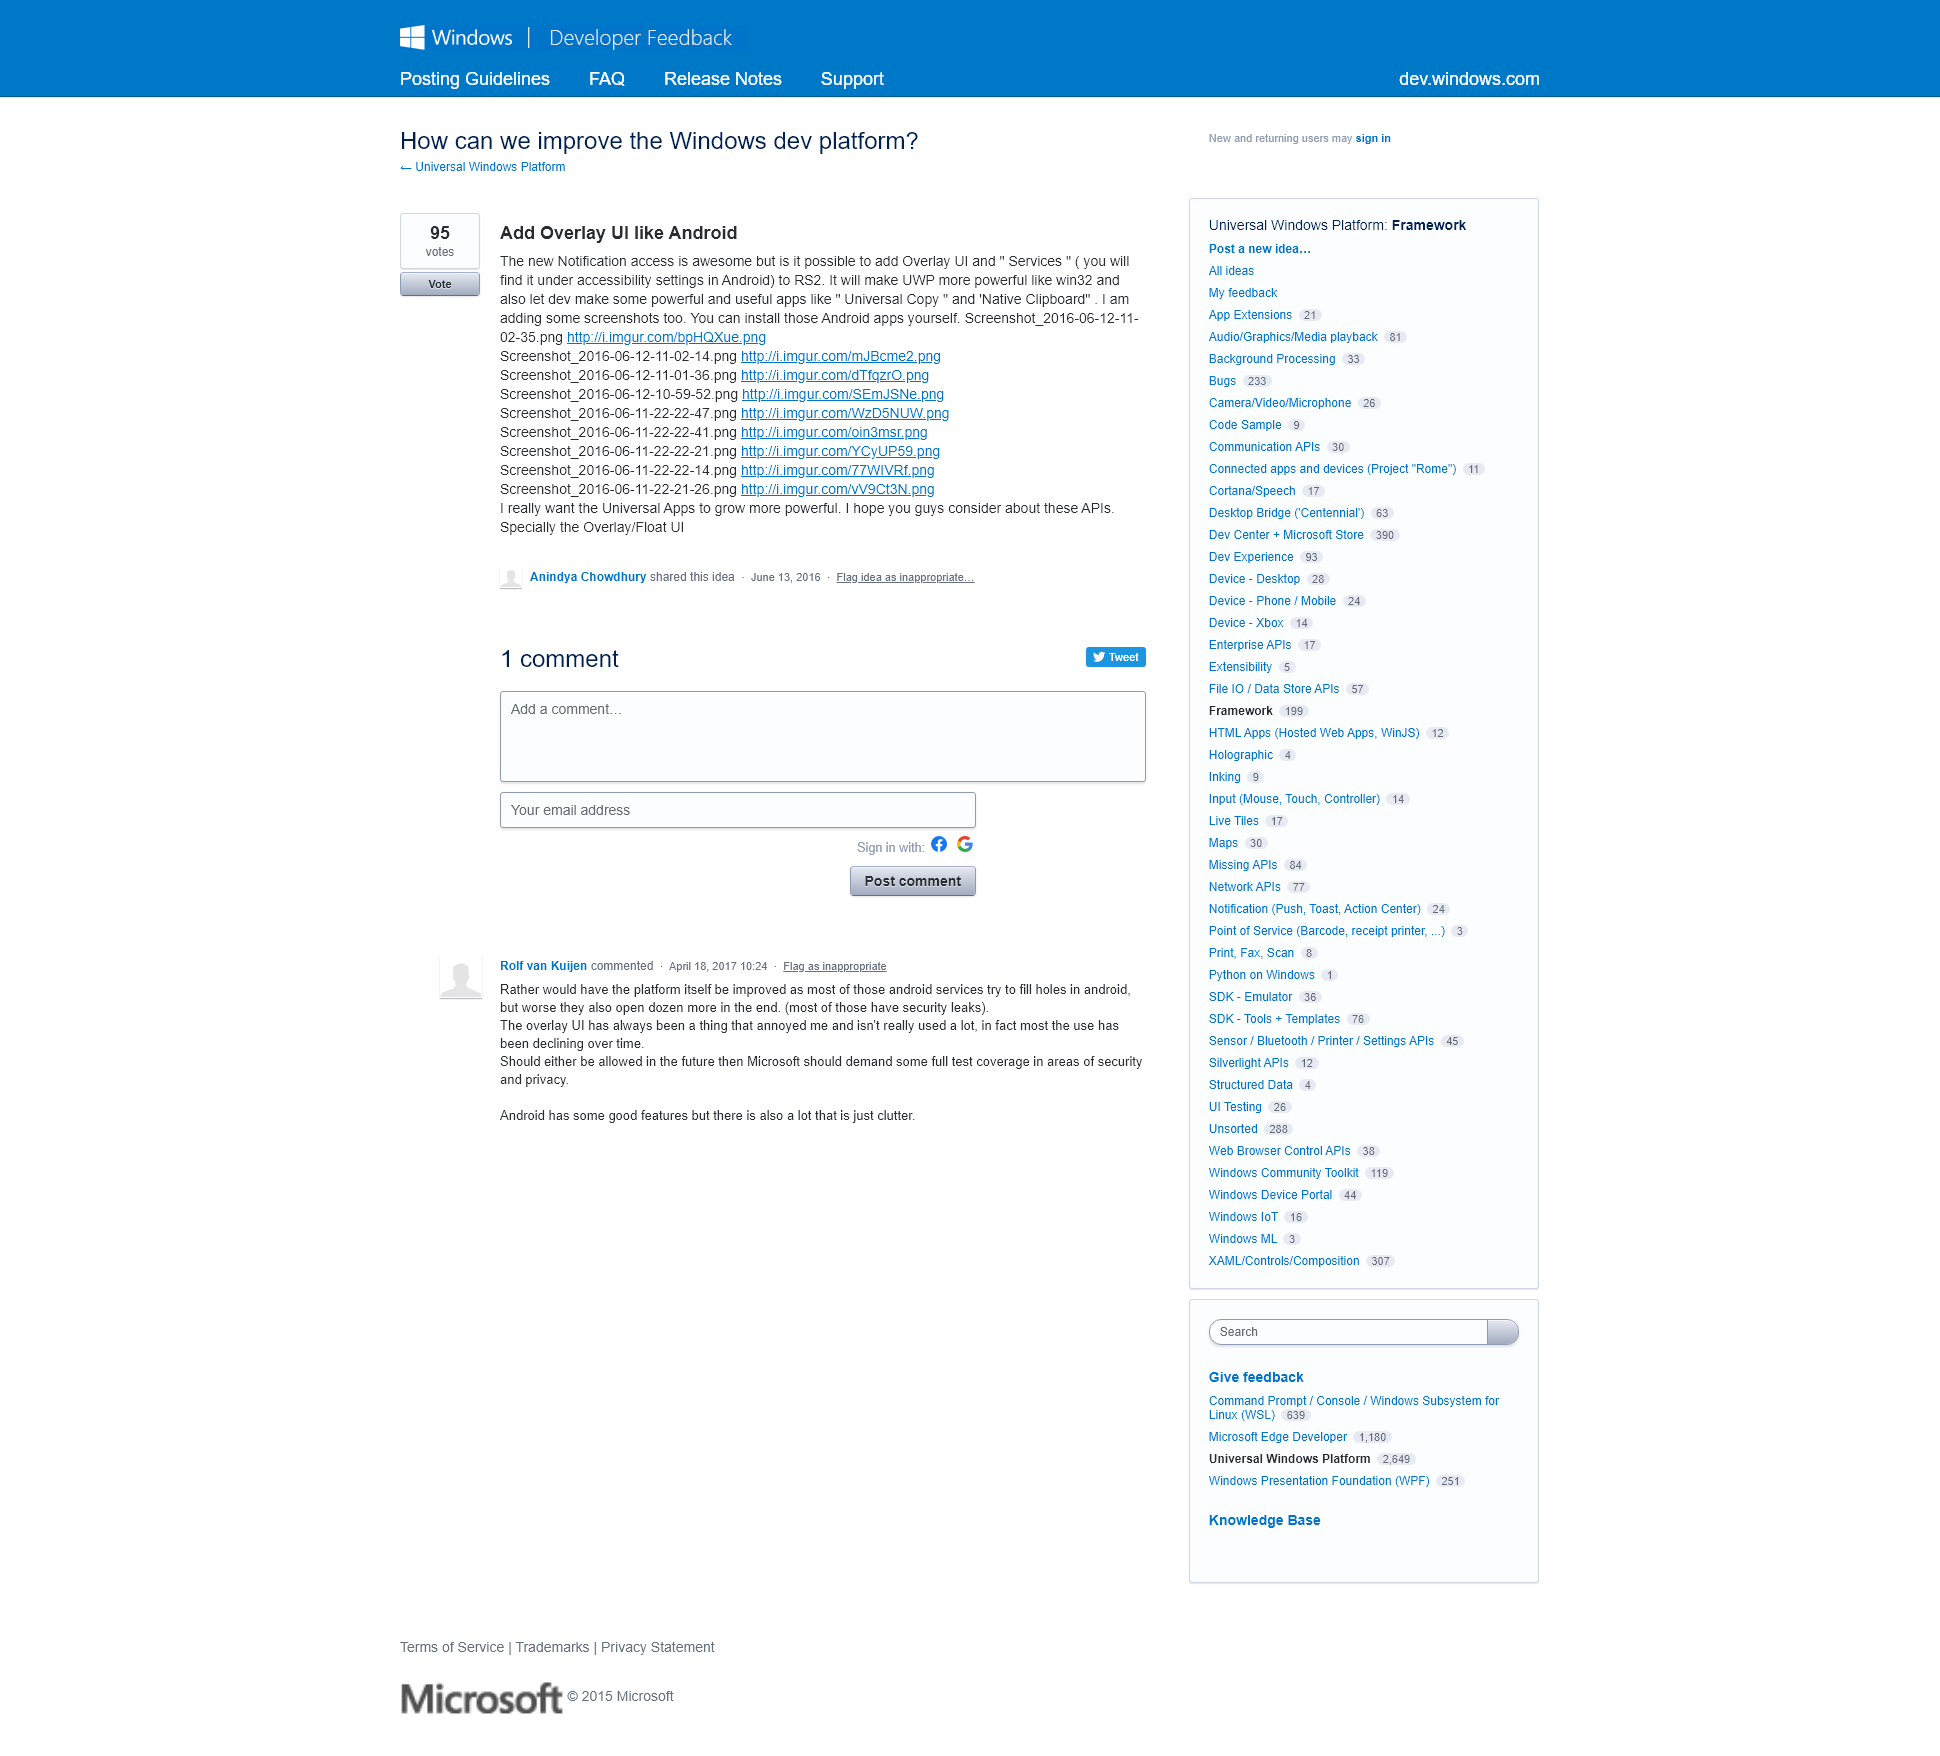 Windows | Developer Feedback
Posting Guidelines FAQ Release Notes Support dev.windows.com
How can we improve the Windows dev platform?
← Universal Windows Platform
New and returning users may sign in
95
votes
Vote
Add Overlay UI like Android
The new Notification access is awesome but is it possible to add Overlay UI and " Services " ( you will
find it under accessibility settings in Android) to RS2. It will make UWP more powerful like win32 and
also let dev make some powerful and useful apps like " Universal Copy " and 'Native Clipboard" . I am
adding some screenshots too. You can install those Android apps yourself. Screenshot_2016-06-12-11-
02-35.png http://i.imgur.com/bpHQXue.png
Screenshot_2016-06-12-11-02-14.png http://i.imgur.com/mJBcme2.png
Screenshot_2016-06-12-11-01-36.png http://i.imgur.com/dTfqzrO.png
Screenshot_2016-06-12-10-59-52.png http://i.imgur.com/SEmJSNe.png
Screenshot_2016-06-11-22-22-47.png http://i.imgur.com/WzD5NUW.png
Screenshot_2016-06-11-22-22-41.png http://i.imgur.com/oin3msr.png
Screenshot_2016-06-11-22-22-21.png http://i.imgur.com/YCyUP59.png
Screenshot_2016-06-11-22-22-14.png http://i.imgur.com/77WIVRf.png
Screenshot_2016-06-11-22-21-26.png http://i.imgur.com/vV9Ct3N.png
I really want the Universal Apps to grow more powerful. I hope you guys consider about these APIs.
Specially the Overlay/Float UI
Anindya Chowdhury shared this idea · June 13, 2016 · Flag idea as inappropriate…
1 comment
Tweet
Add a comment…
Your email address
Sign in with:
Post comment
Rolf van Kuijen commented · April 18, 2017 10:24 · Flag as inappropriate
Rather would have the platform itself be improved as most of those android services try to fill holes in android,
but worse they also open dozen more in the end. (most of those have security leaks).
The overlay UI has always been a thing that annoyed me and isn't really used a lot, in fact most the use has
been declining over time.
Should either be allowed in the future then Microsoft should demand some full test coverage in areas of security
and privacy.
Android has some good features but there is also a lot that is just clutter.
Universal Windows Platform: Framework
Post a new idea…
All ideas
My feedback
App Extensions 21
Audio/Graphics/Media playback 81
Background Processing 33
Bugs 233
Camera/Video/Microphone 26
Code Sample 9
Communication APIs 30
Connected apps and devices (Project "Rome") 11
Cortana/Speech 17
Desktop Bridge ('Centennial') 63
Dev Center + Microsoft Store 390
Dev Experience 93
Device - Desktop 28
Device - Phone / Mobile 24
Device - Xbox 14
Enterprise APIs 17
Extensibility 5
File IO / Data Store APIs 57
Framework 199
HTML Apps (Hosted Web Apps, WinJS) 12
Holographic 4
Inking 9
Input (Mouse, Touch, Controller) 14
Live Tiles 17
Maps 30
Missing APIs 84
Network APIs 77
Notification (Push, Toast, Action Center) 24
Point of Service (Barcode, receipt printer, ...) 3
Print, Fax, Scan 8
Python on Windows 1
SDK - Emulator 36
SDK - Tools + Templates 76
Sensor / Bluetooth / Printer / Settings APIs 45
Silverlight APIs 12
Structured Data 4
UI Testing 26
Unsorted 288
Web Browser Control APIs 38
Windows Community Toolkit 119
Windows Device Portal 44
Windows IoT 16
Windows ML 3
XAML/Controls/Composition 307
Search
Give feedback
Command Prompt / Console / Windows Subsystem for
Linux (WSL) 639
Microsoft Edge Developer 1,180
Universal Windows Platform 2,649
Windows Presentation Foundation (WPF) 251
Knowledge Base
Terms of Service | Trademarks | Privacy Statement
Microsoft © 2015 Microsoft